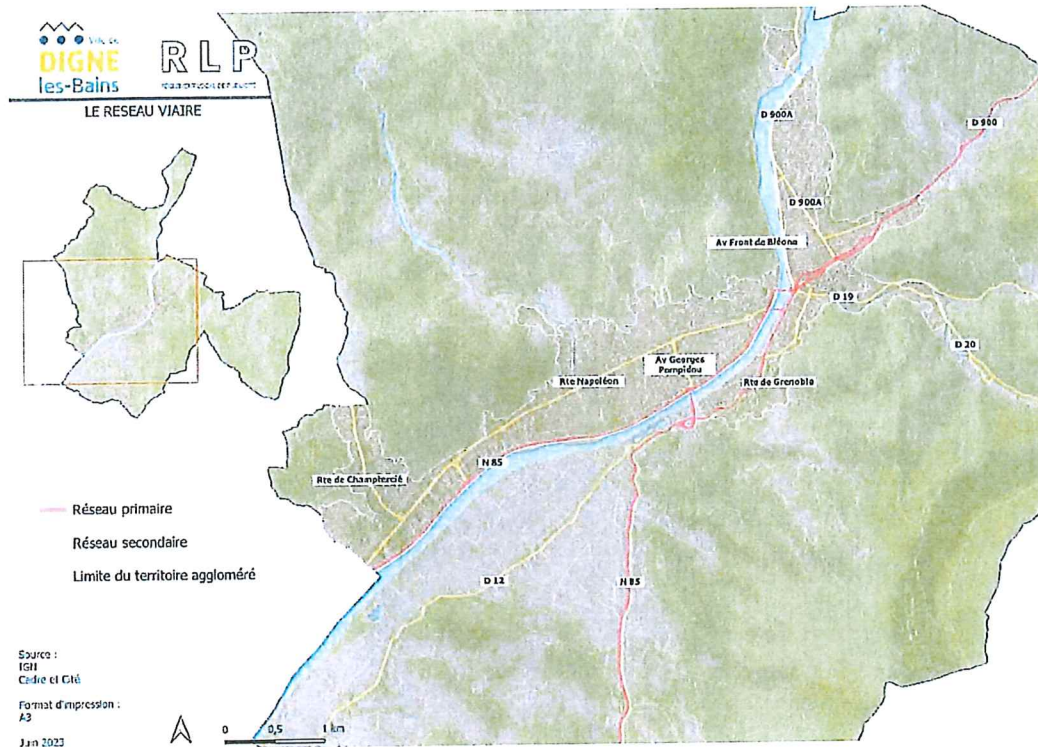 Ville de
DIGNE
les-Bains
RLP
LE RESEAU VIAIRE
D 900A
D 900
D 900A
Av Front de Bléone
D 19
D 20
Av Georges
Pompidou
Rte Napoléon
Rte de Grenoble
N 85
Rte de Champtercié
D 12
N 85
Réseau primaire
Réseau secondaire
Limite du territoire aggloméré
Source :
IGN
Cadre et Cité
Format d'impression :
A3
Juin 2023
0 0,5 1 km